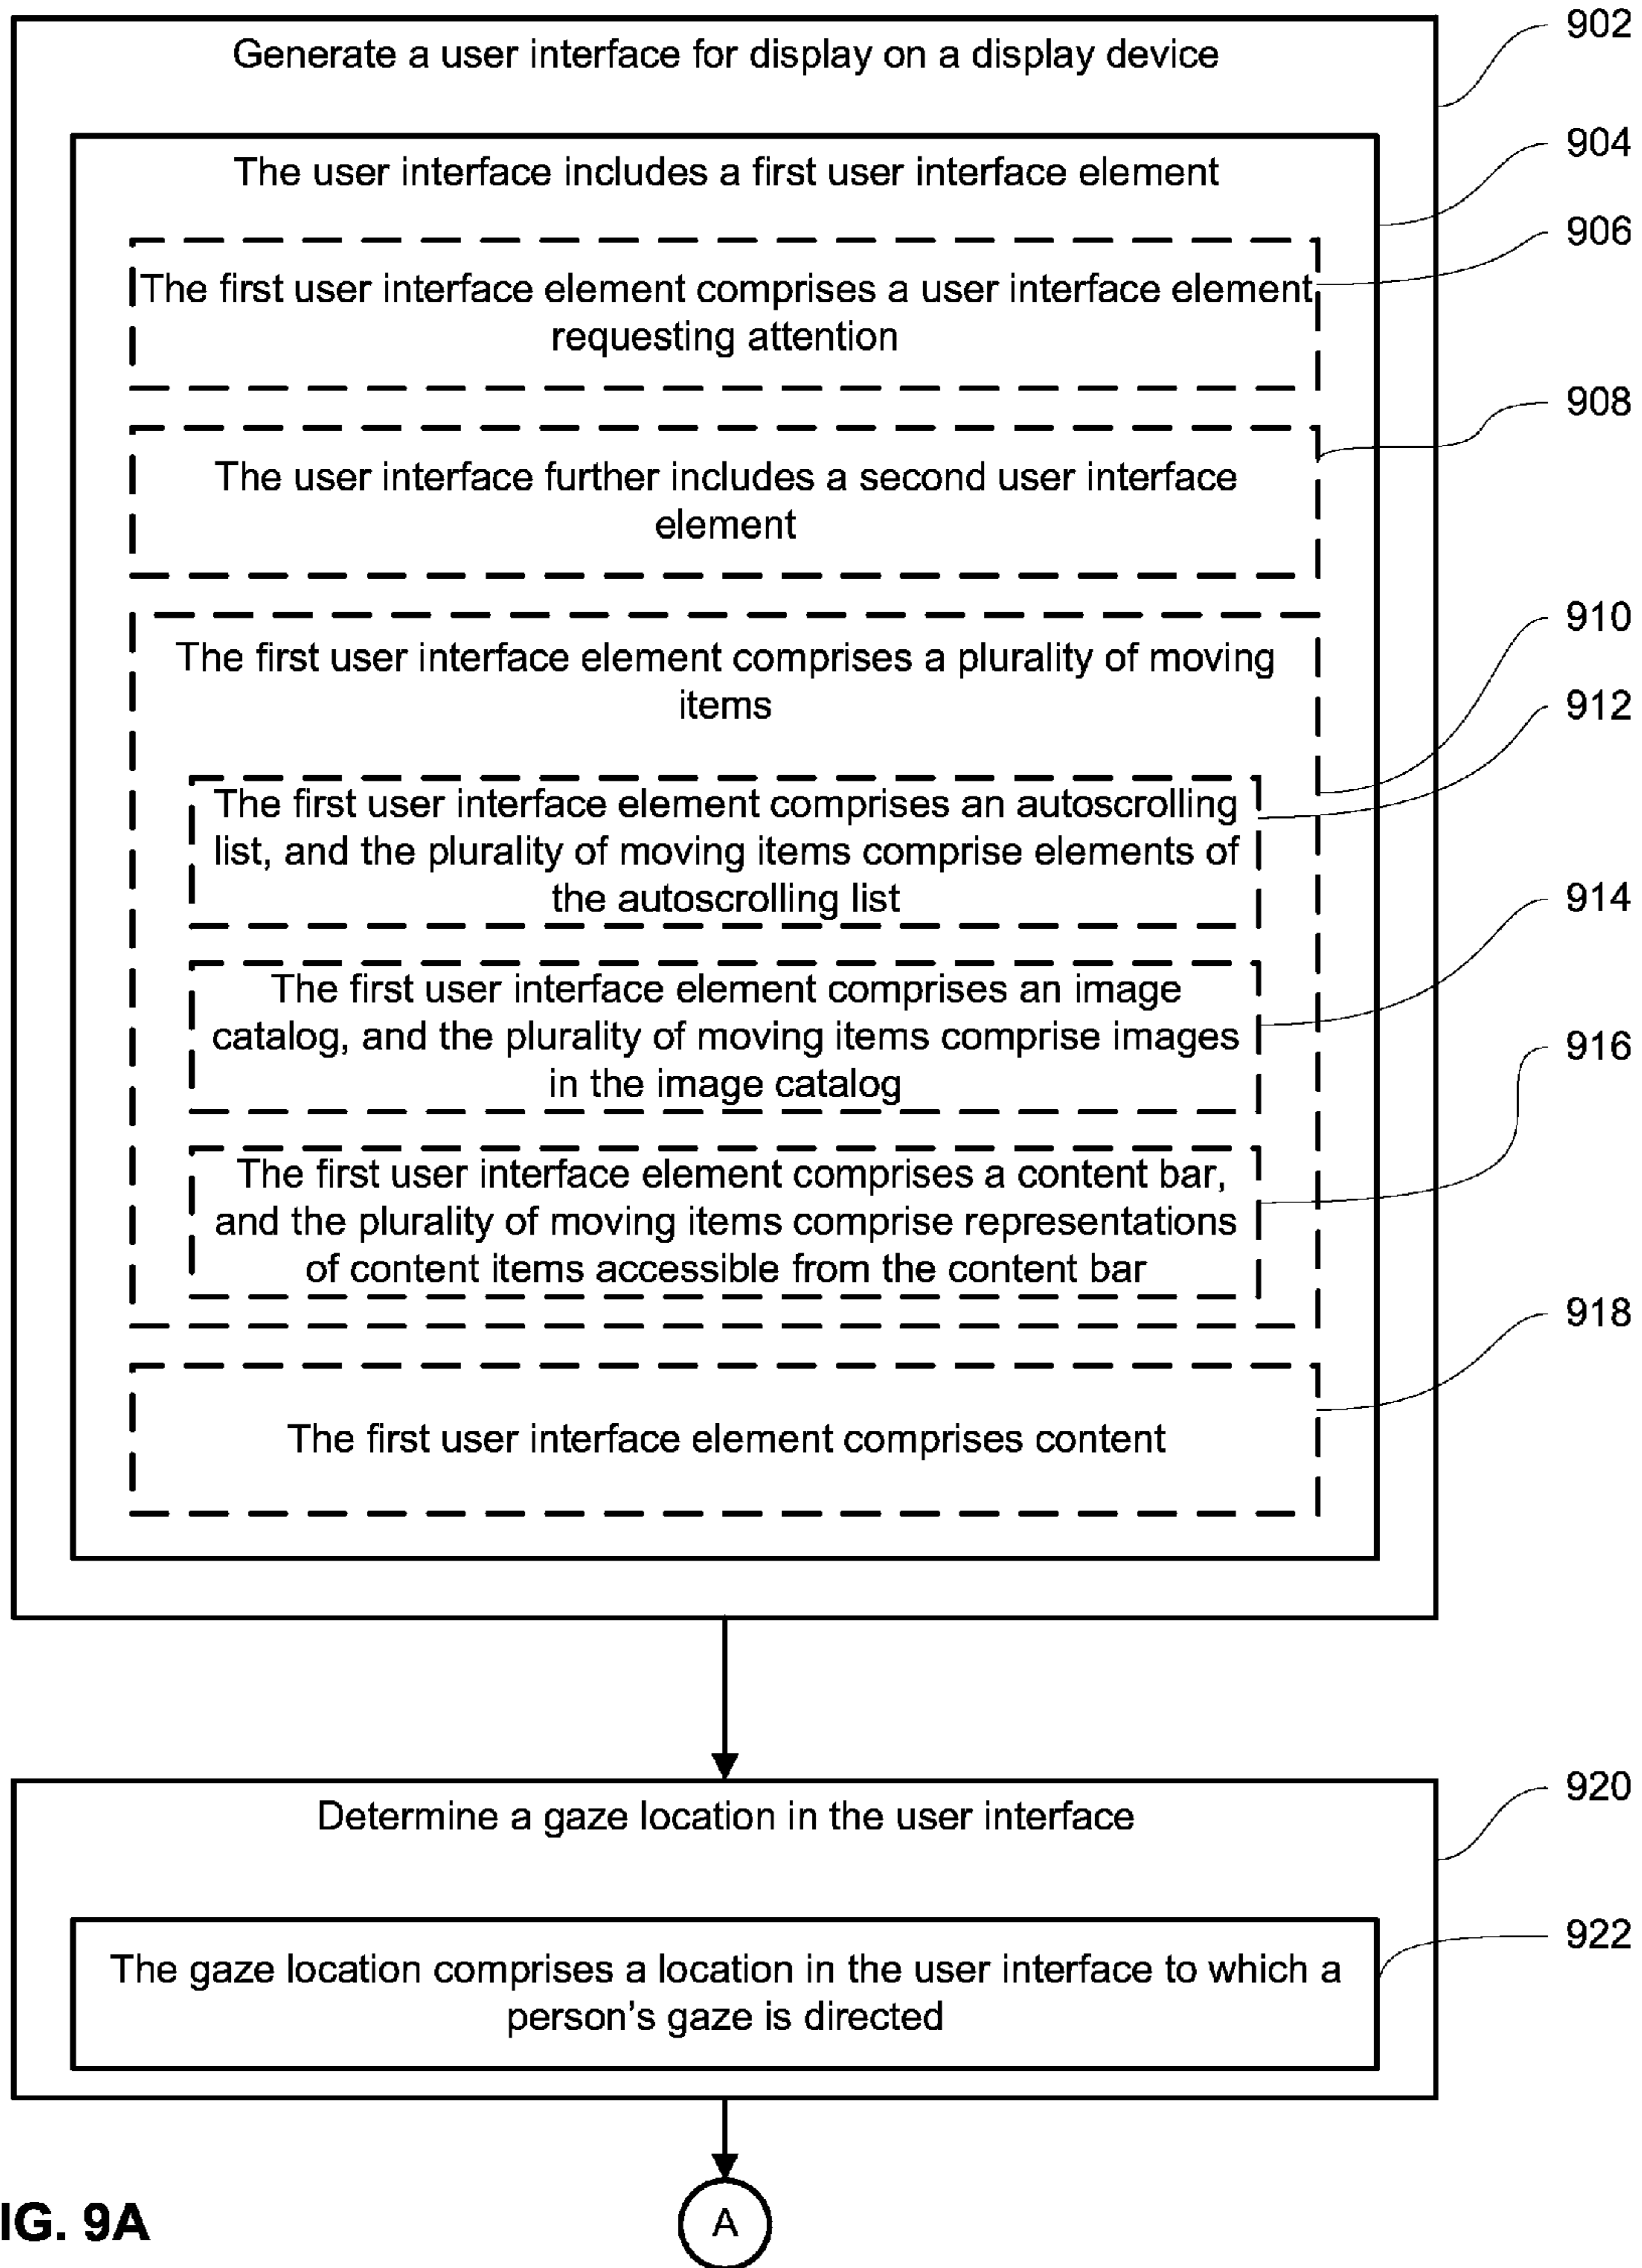 Generate a user interface for display on a display device
902
The user interface includes a first user interface element
904
The first user interface element comprises a user interface element
requesting attention
906
The user interface further includes a second user interface
element
908
The first user interface element comprises a plurality of moving
items
910
The first user interface element comprises an autoscrolling
list, and the plurality of moving items comprise elements of
the autoscrolling list
912
The first user interface element comprises an image
catalog, and the plurality of moving items comprise images
in the image catalog
914
The first user interface element comprises a content bar,
and the plurality of moving items comprise representations
of content items accessible from the content bar
916
The first user interface element comprises content
918
Determine a gaze location in the user interface
920
The gaze location comprises a location in the user interface to which a
person's gaze is directed
922
IG. 9A
A